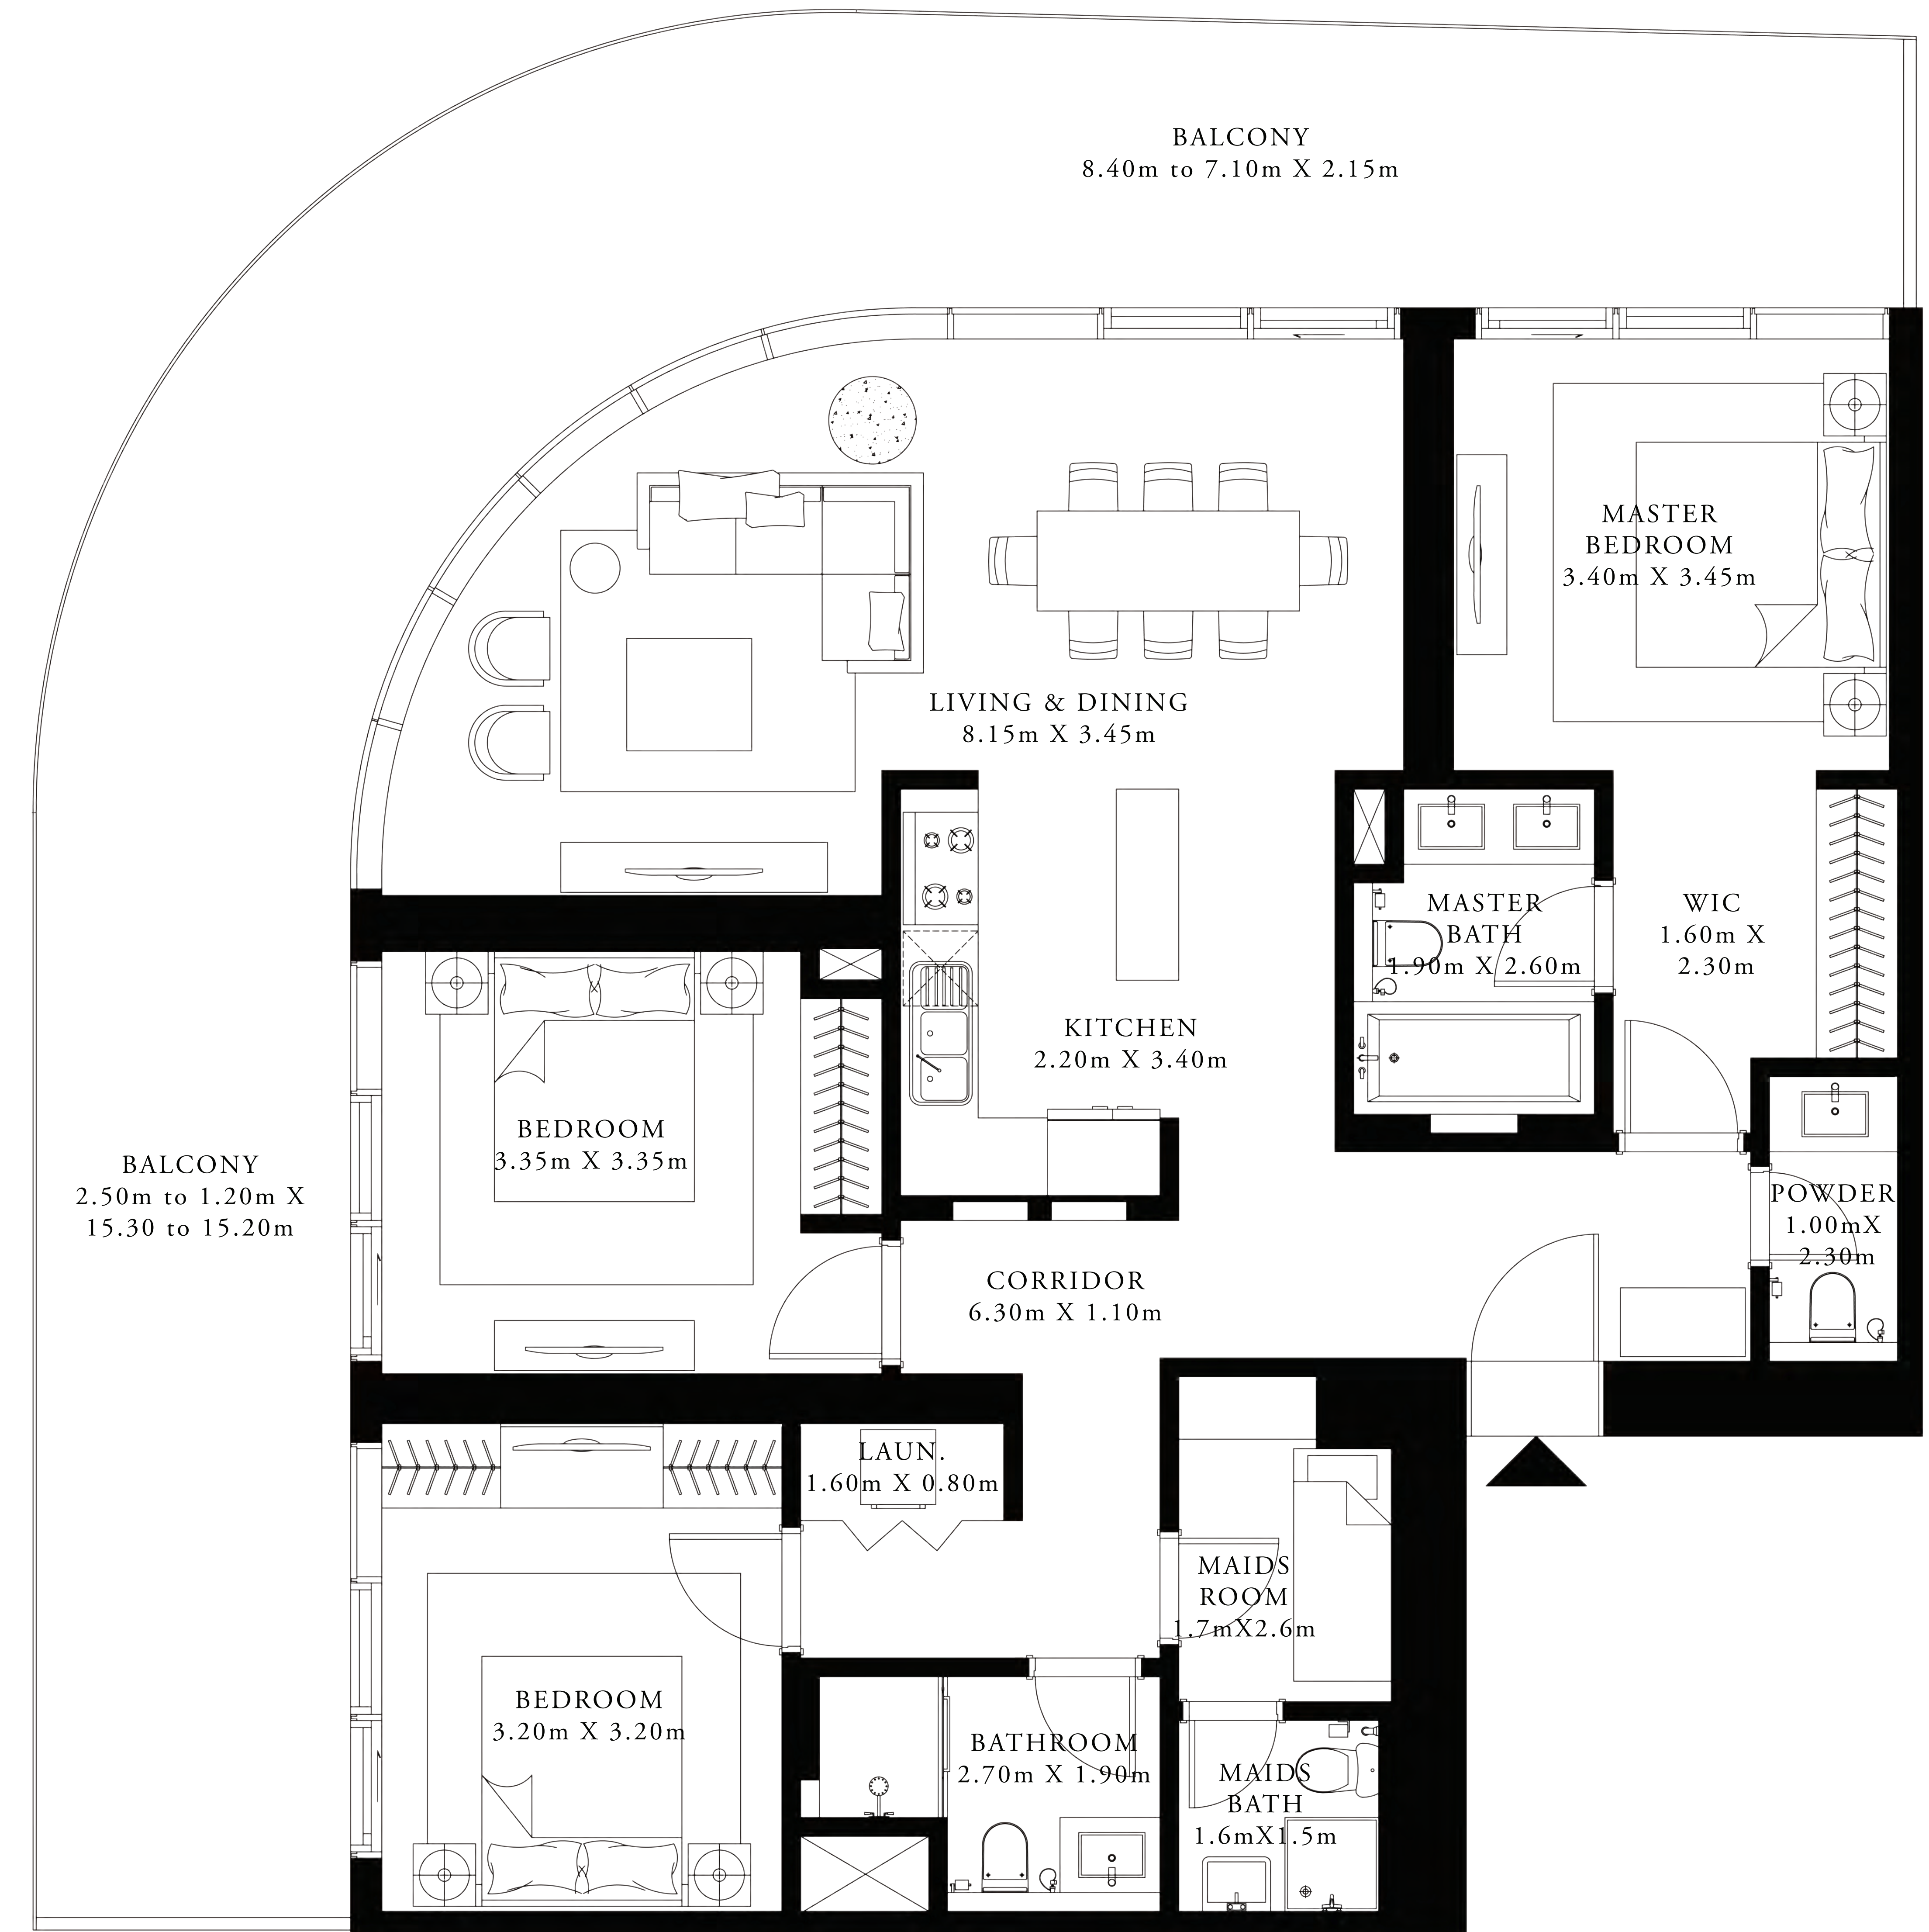 BALCONY
8.40m to 7.10m X 2.15m
MASTER
BEDROOM
3.40m X 3.45m
LIVING & DINING
8.15m X 3.45m
MASTER
BATH
1.90m X 2.60m
WIC
1.60m X
2.30m
KITCHEN
2.20m X 3.40m
BEDROOM
3.35m X 3.35m
BALCONY
2.50m to 1.20m X
15.30 to 15.20m
POWDER
1.00mX
2.30m
CORRIDOR
6.30m X 1.10m
LAUN.
1.60m X 0.80m
MAIDS
ROOM
1.7mX2.6m
BEDROOM
3.20m X 3.20m
BATHROOM
2.70m X 1.90m
MAIDS
BATH
1.6mX1.5m